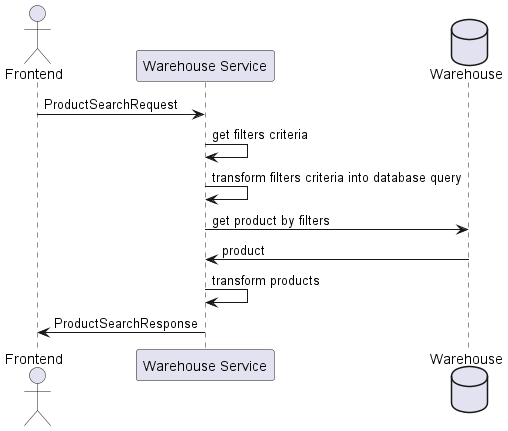 Frontend
Warehouse Service
Warehouse
ProductSearchRequest
get filters criteria
transform filters criteria into database query
get product by filters
product
transform products
ProductSearchResponse
Frontend
Warehouse Service
Warehouse